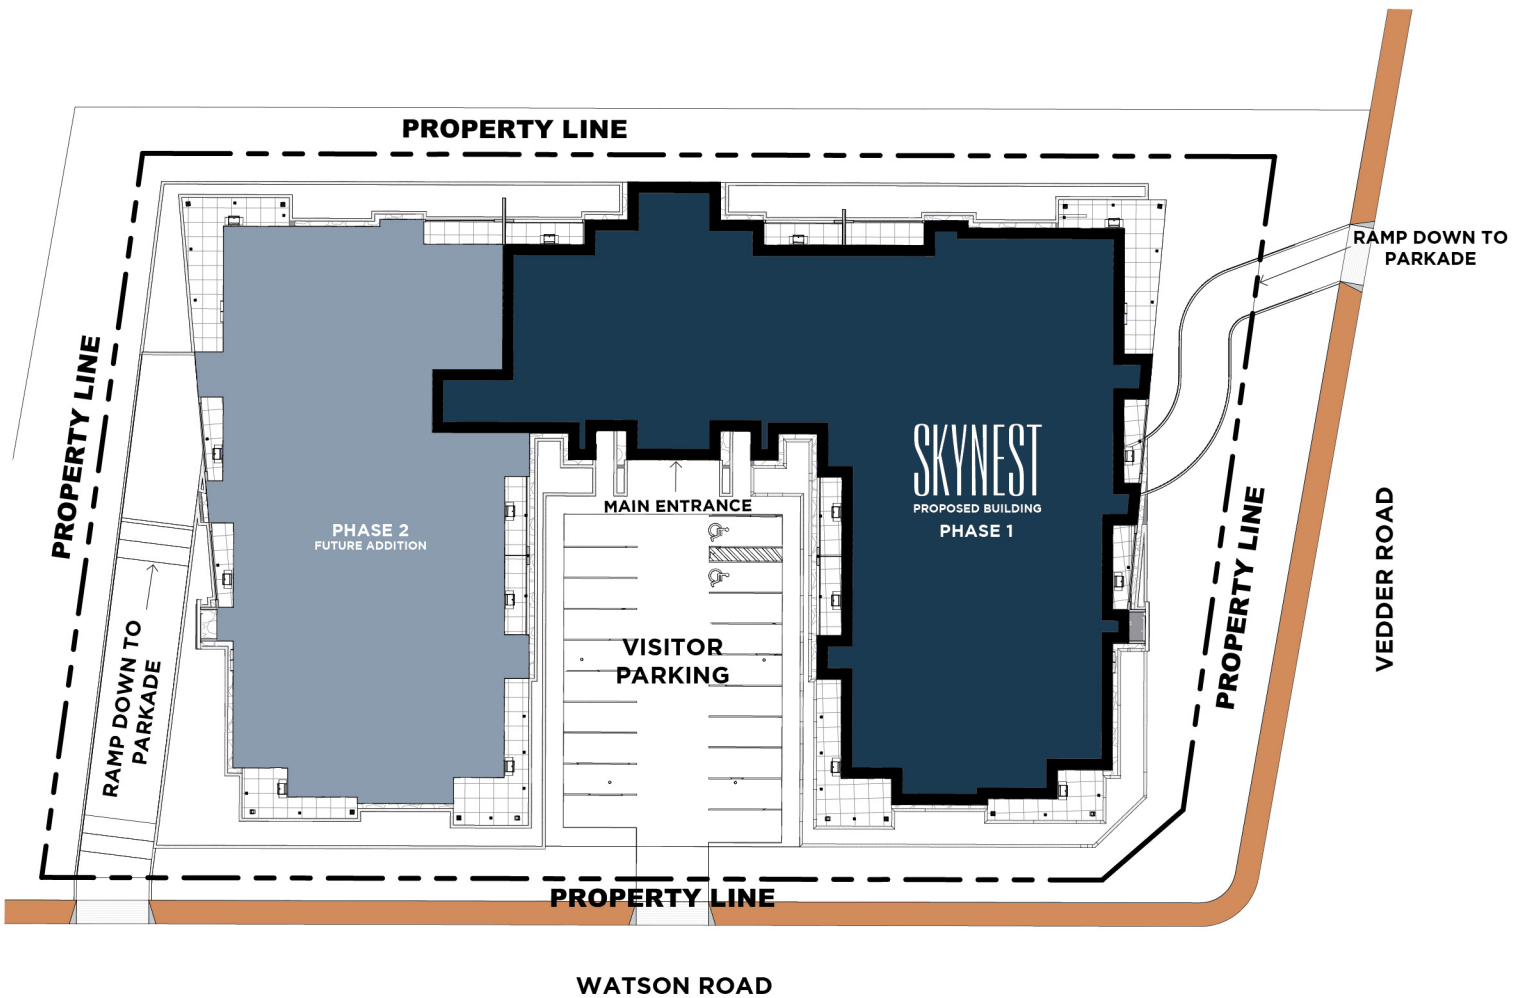 PROPERTY LINE
RAMP DOWN TO
PARKADE
PROPERTY LINE
SKYNEST
PROPOSED BUILDING
PHASE 1
MAIN ENTRANCE
PHASE 2
FUTURE ADDITION
VISITOR
PARKING
RAMP DOWN TO
PARKADE
PROPERTY LINE
VEDDER ROAD
PROPERTY LINE
WATSON ROAD